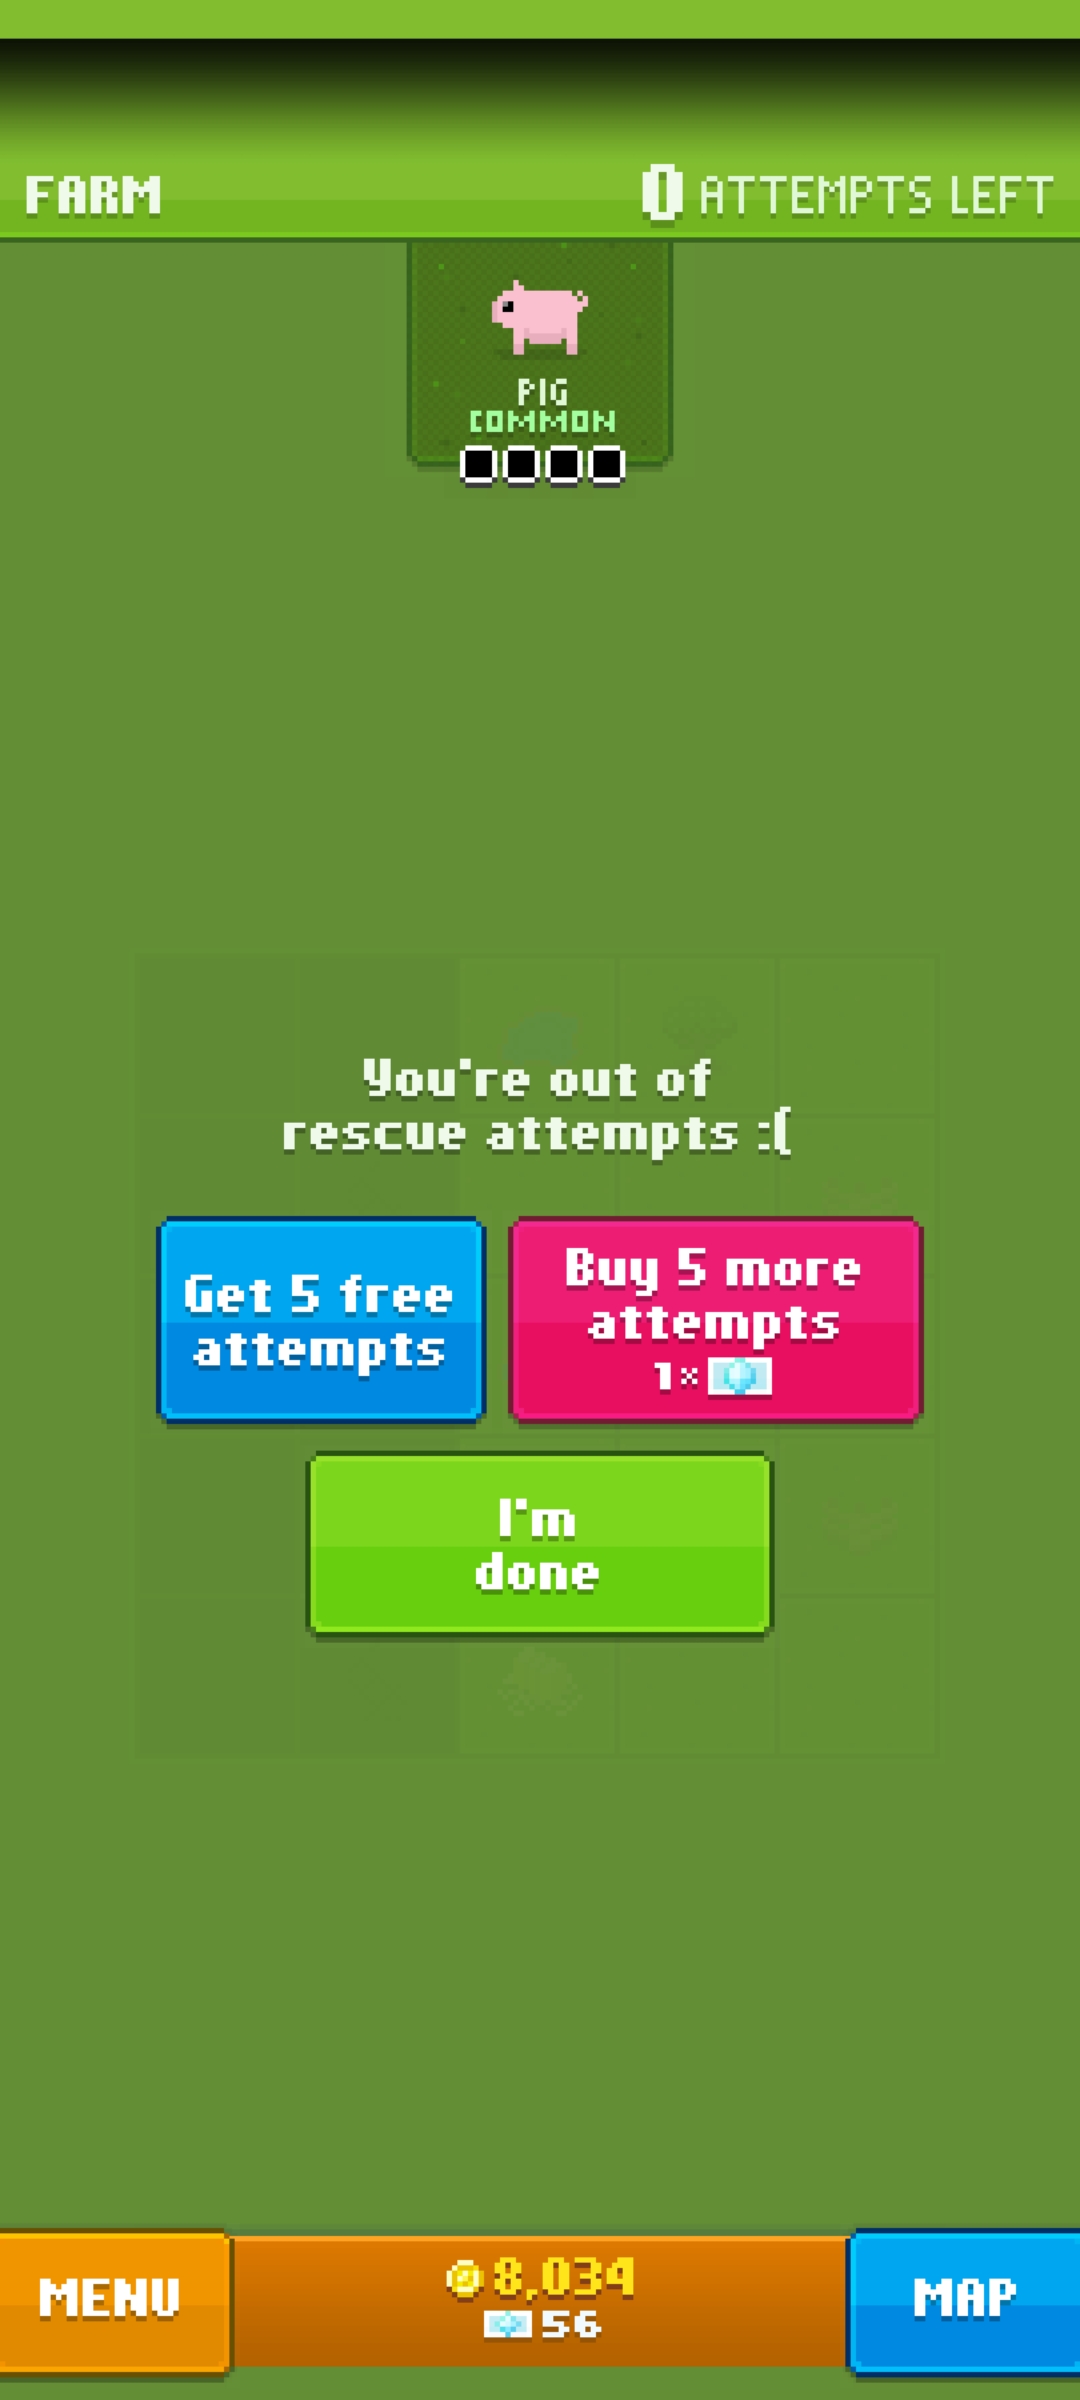 FARM
0 ATTEMPTS LEFT
PIG
COMMON
You're out of
rescue attempts :(
Get 5 free
attempts
Buy 5 more
attempts
1×
I'm
done
MENU
8,034
56
MAP